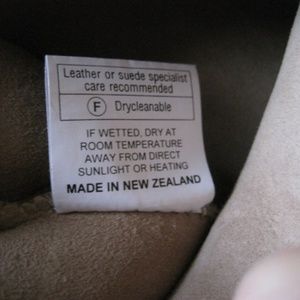 Leather or suede specialist
care recommended
F Drycleanable
IF WETTED, DRY AT
ROOM TEMPERATURE
AWAY FROM DIRECT
SUNLIGHT OR HEATING
MADE IN NEW ZEALAND